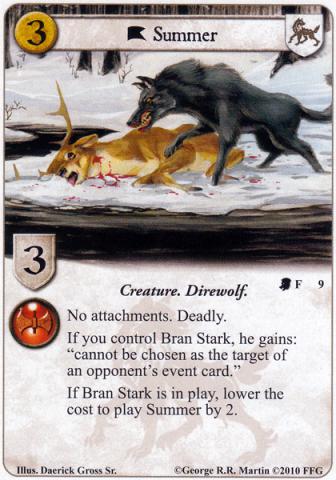 3
Summer
3
Creature. Direwolf.
F 9
No attachments. Deadly.
If you control Bran Stark, he gains:
“cannot be chosen as the target of
an opponent’s event card.”
If Bran Stark is in play, lower the
cost to play Summer by 2.
Illus. Daerick Gross Sr.
©George R.R. Martin ©2010 FFG